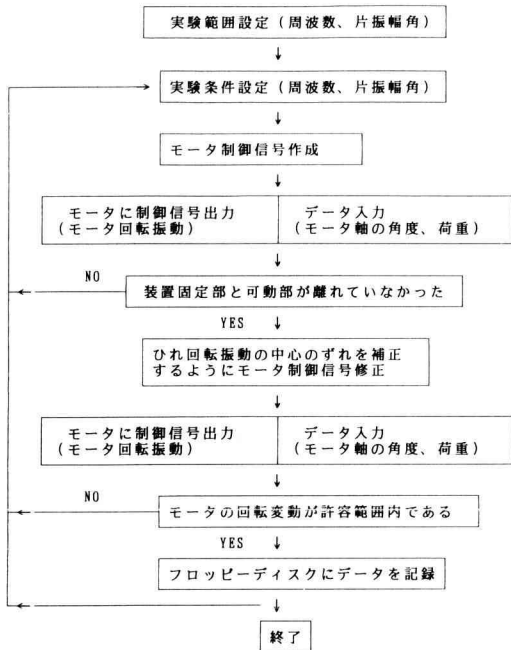 実験範囲設定(周波数、片振幅角)
実験条件設定(周波数、片振幅角)
モータ制御信号作成
モータに制御信号出力
(モータ回転振動)
データ入力
(モータ軸の角度、荷重)
NO
装置固定部と可動部が離れていなかった
YES
ひれ回転振動の中心のずれを補正
するようにモータ制御信号修正
モータに制御信号出力
(モータ回転振動)
データ入力
(モータ軸の角度、荷重)
NO
モータの回転変動が許容範囲内である
YES
フロッピーディスクにデータを記録
終了